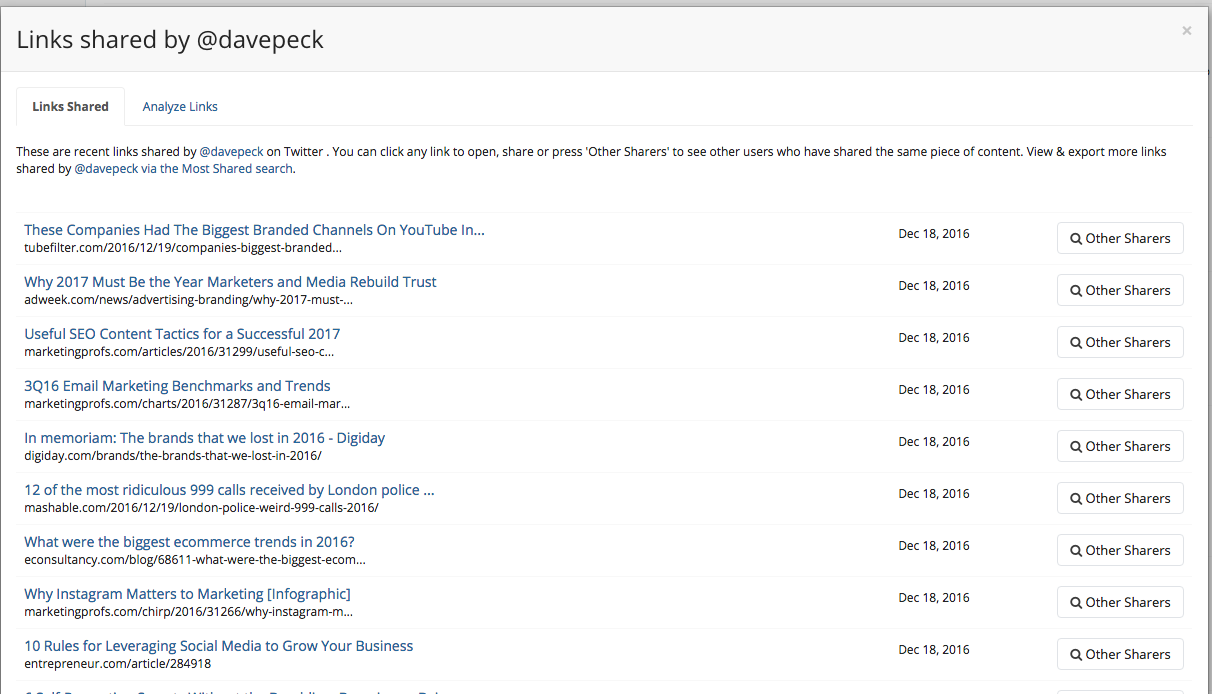 Links shared by @davepeck
×
Links Shared
Analyze Links
These are recent links shared by @davepeck on Twitter . You can click any link to open, share or press 'Other Sharers' to see other users who have shared the same piece of content. View & export more links
shared by @davepeck via the Most Shared search.
These Companies Had The Biggest Branded Channels On YouTube In...
Dec 18, 2016
Other Sharers
tubefilter.com/2016/12/19/companies-biggest-branded...
Why 2017 Must Be the Year Marketers and Media Rebuild Trust
Dec 18, 2016
Other Sharers
adweek.com/news/advertising-branding/why-2017-must-...
Useful SEO Content Tactics for a Successful 2017
Dec 18, 2016
Other Sharers
marketingprofs.com/articles/2016/31299/useful-seo-c...
3Q16 Email Marketing Benchmarks and Trends
Dec 18, 2016
Other Sharers
marketingprofs.com/charts/2016/31287/3q16-email-mar...
In memoriam: The brands that we lost in 2016 - Digiday
Dec 18, 2016
Other Sharers
digiday.com/brands/the-brands-that-we-lost-in-2016/
12 of the most ridiculous 999 calls received by London police ...
Dec 18, 2016
Other Sharers
mashable.com/2016/12/19/london-police-weird-999-calls-2016/
What were the biggest ecommerce trends in 2016?
Dec 18, 2016
Other Sharers
econsultancy.com/blog/68611-what-were-the-biggest-ecom...
Why Instagram Matters to Marketing [Infographic]
Dec 18, 2016
Other Sharers
marketingprofs.com/chirp/2016/31266/why-instagram-m...
10 Rules for Leveraging Social Media to Grow Your Business
Dec 18, 2016
Other Sharers
entrepreneur.com/article/284918